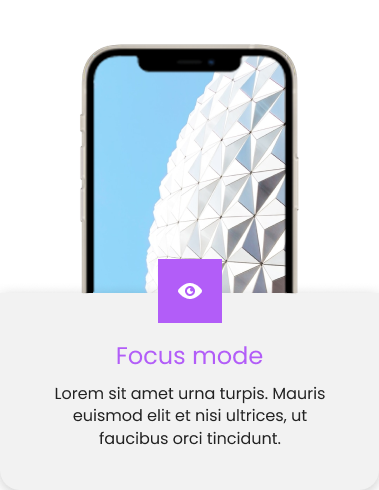 Focus mode
Lorem sit amet urna turpis. Mauris
euismod elit et nisi ultrices, ut
faucibus orci tincidunt.